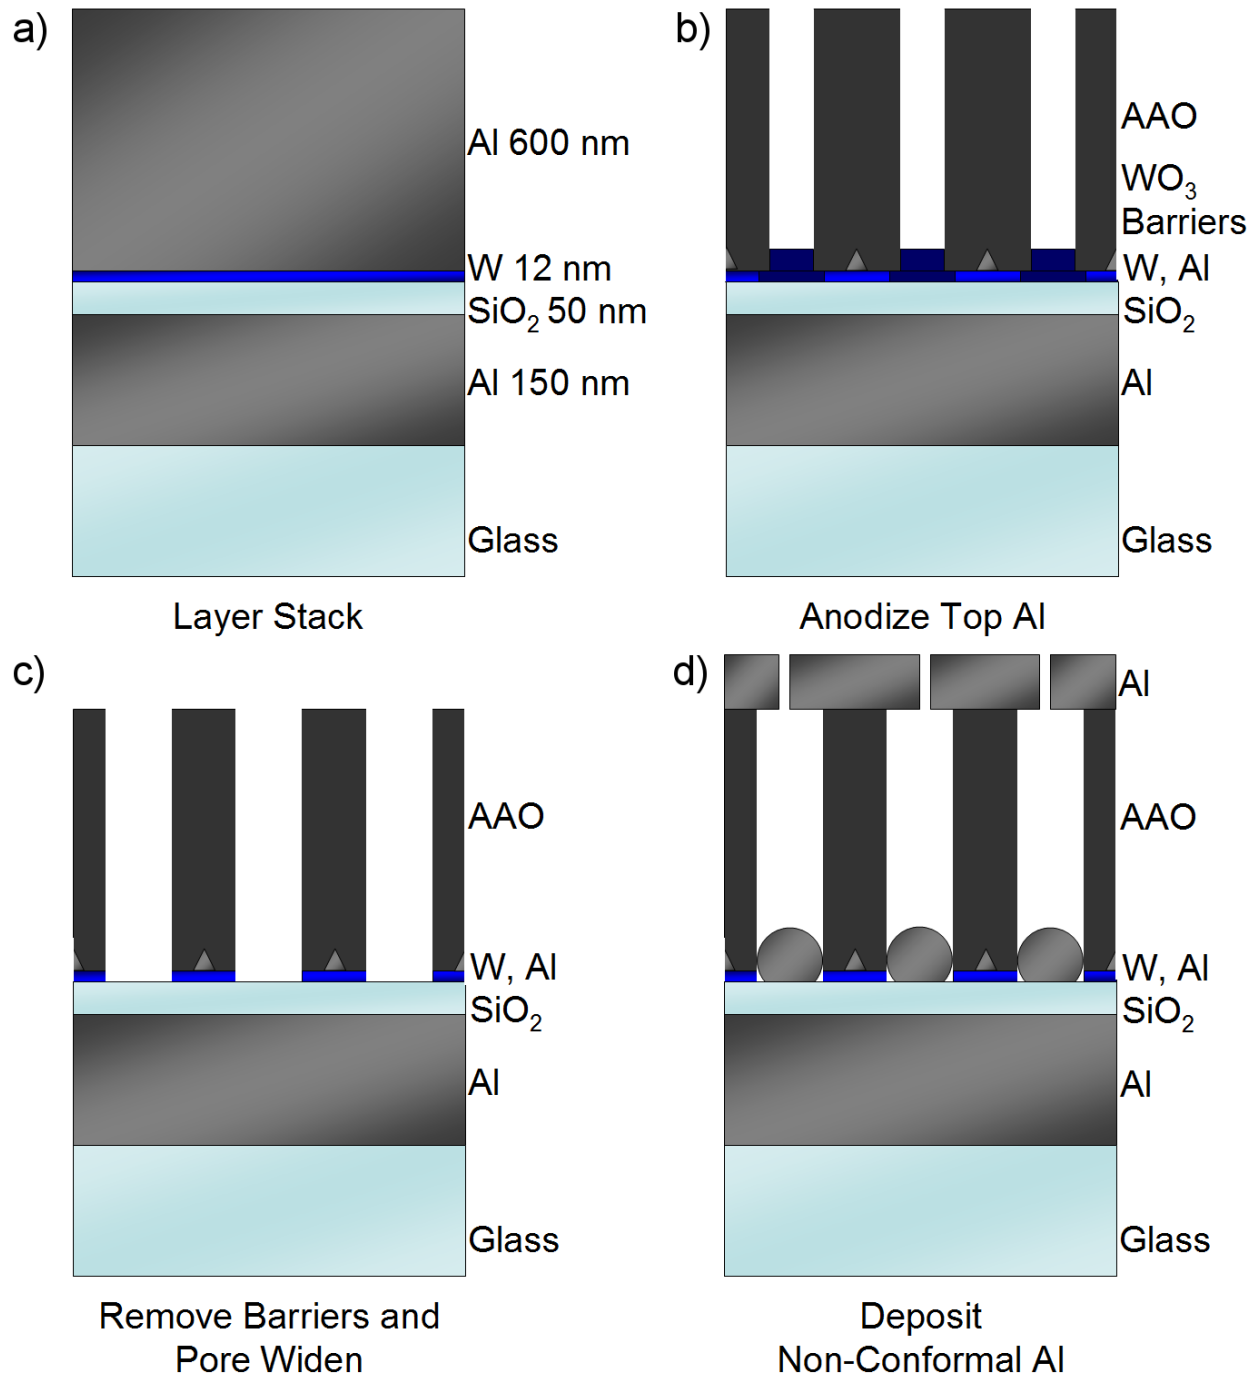 a)
Al 600 nm
W 12 nm
SiO₂ 50 nm
Al 150 nm
Glass
Layer Stack
b)
AAO
WO₃
Barriers
W, Al
SiO₂
Al
Glass
Anodize Top Al
c)
AAO
W, Al
SiO₂
Al
Glass
Remove Barriers and
Pore Widen
d)
Al
AAO
W, Al
SiO₂
Al
Glass
Deposit
Non-Conformal Al